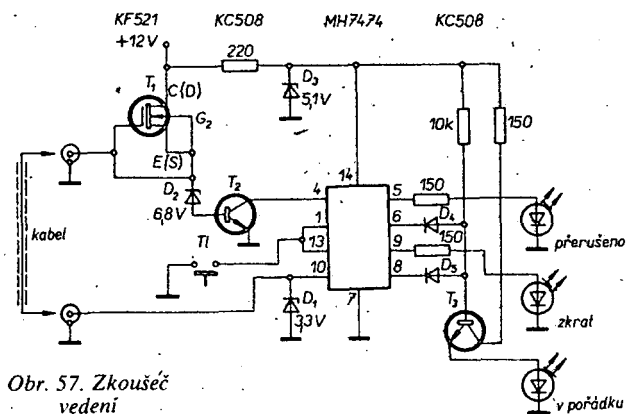 KF521 KC508 MH7474 KC508
+12V
220
T1 C(D)
D3
5,1V
G2
10k
150
E(S)
D2
6,8V
T2
14
4
5
150
1
6
D4
13
9
150
přerušeno
kabel
Tl
10
8
D5
7
D1
3,3V
T3
zkrat
Obr. 57. Zkoušeč
vedení
v pořádku